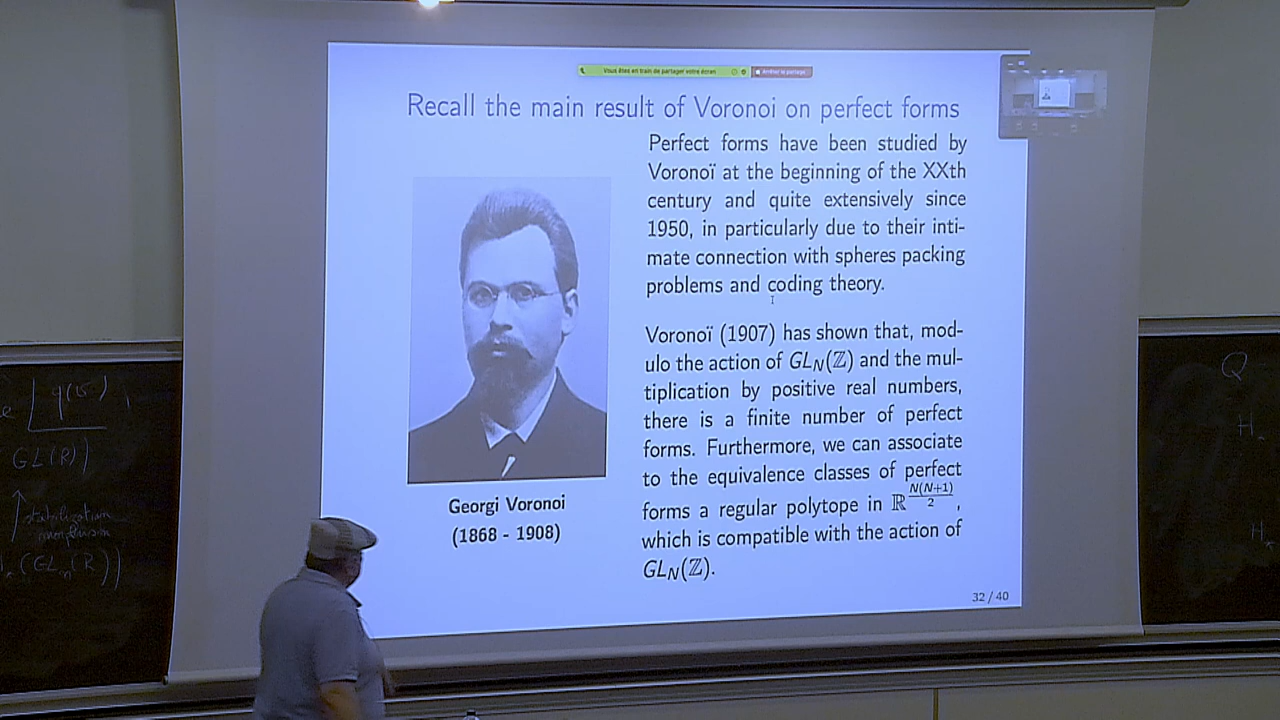 Vous êtes en train de partager votre écran
Arrêter le partage
Recall the main result of Voronoi on perfect forms
Perfect forms have been studied by
Voronoï at the beginning of the XXth
century and quite extensively since
1950, in particularly due to their inti-
mate connection with spheres packing
problems and coding theory.
Voronoï (1907) has shown that, mod-
ulo the action of GL_N(ℤ) and the mul-
tiplication by positive real numbers,
there is a finite number of perfect
forms. Furthermore, we can associate
to the equivalence classes of perfect
forms a regular polytope in ℝ^{N(N+1)/2},
which is compatible with the action of
GL_N(ℤ).
Georgi Voronoi
(1868 - 1908)
32 / 40
GL(R)
↑ stabilization
morphism
(GL_n(R))
Q
H
H